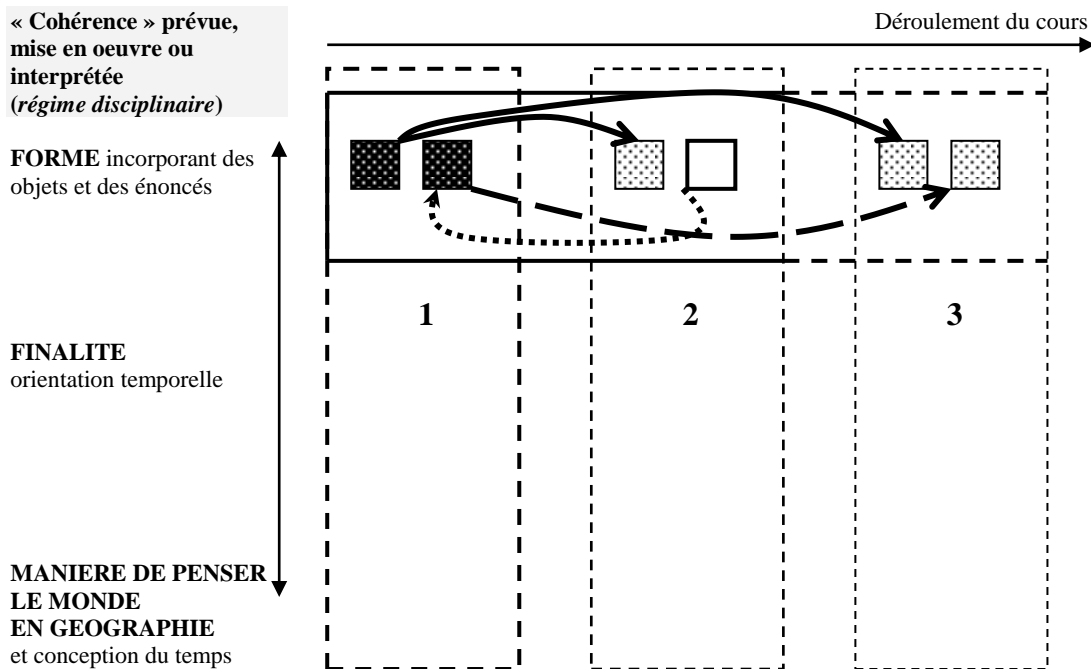 « Cohérence » prévue,
mise en oeuvre ou
interprétée
(régime disciplinaire)
Déroulement du cours
FORME incorporant des
objets et des énoncés
1
2
3
FINALITE
orientation temporelle
MANIERE DE PENSER
LE MONDE
EN GEOGRAPHIE
et conception du temps